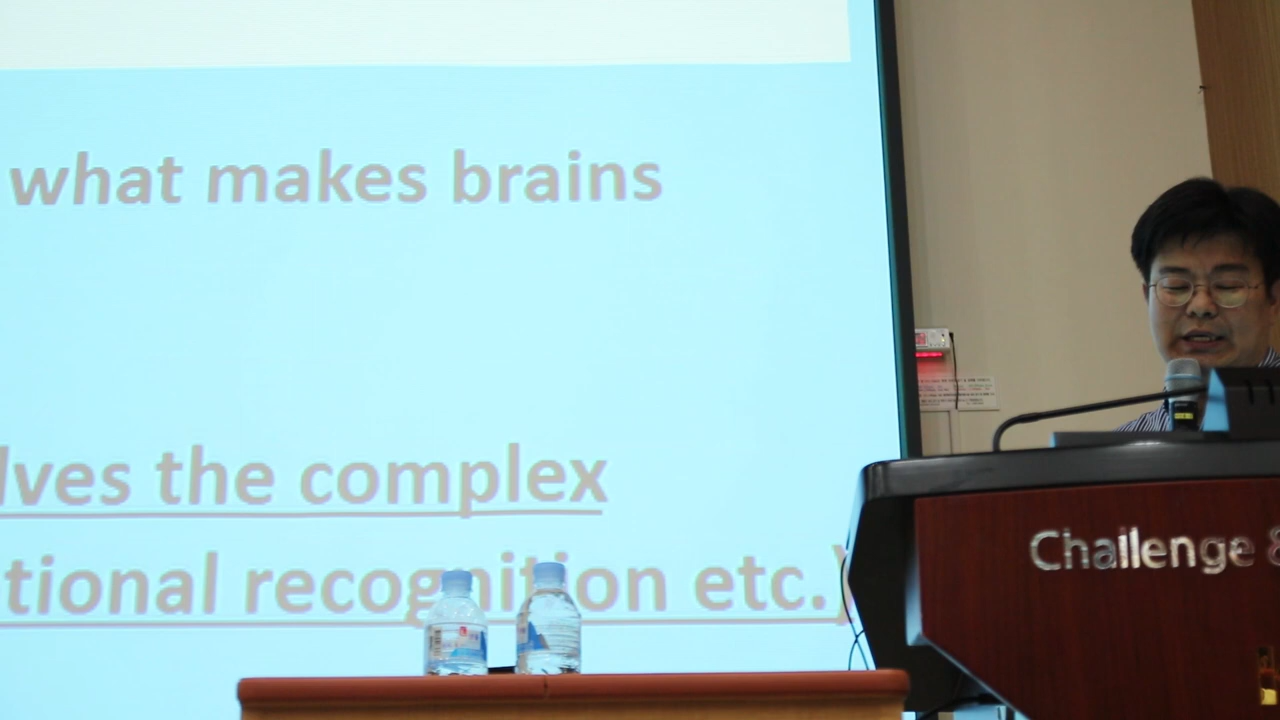 what makes brains
lves the complex
tional recognition etc.)
Challenge &